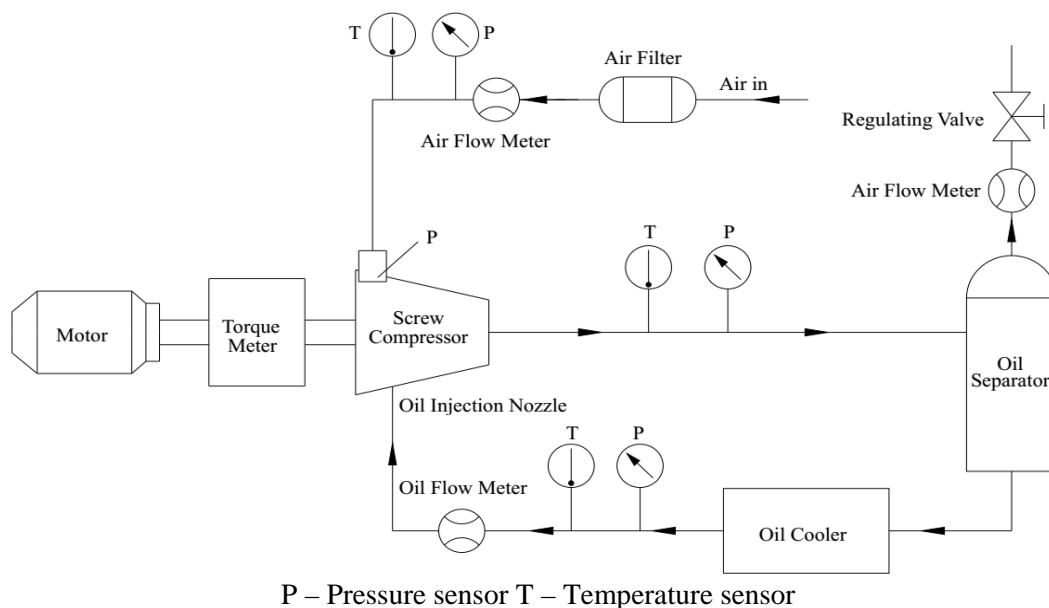 T
P
Air Filter
Air in
Air Flow Meter
Regulating Valve
Air Flow Meter
P
T
P
Motor
Torque
Meter
Screw
Compressor
Oil
Separator
Oil Injection Nozzle
T
P
Oil Flow Meter
Oil Cooler
P – Pressure sensor T – Temperature sensor